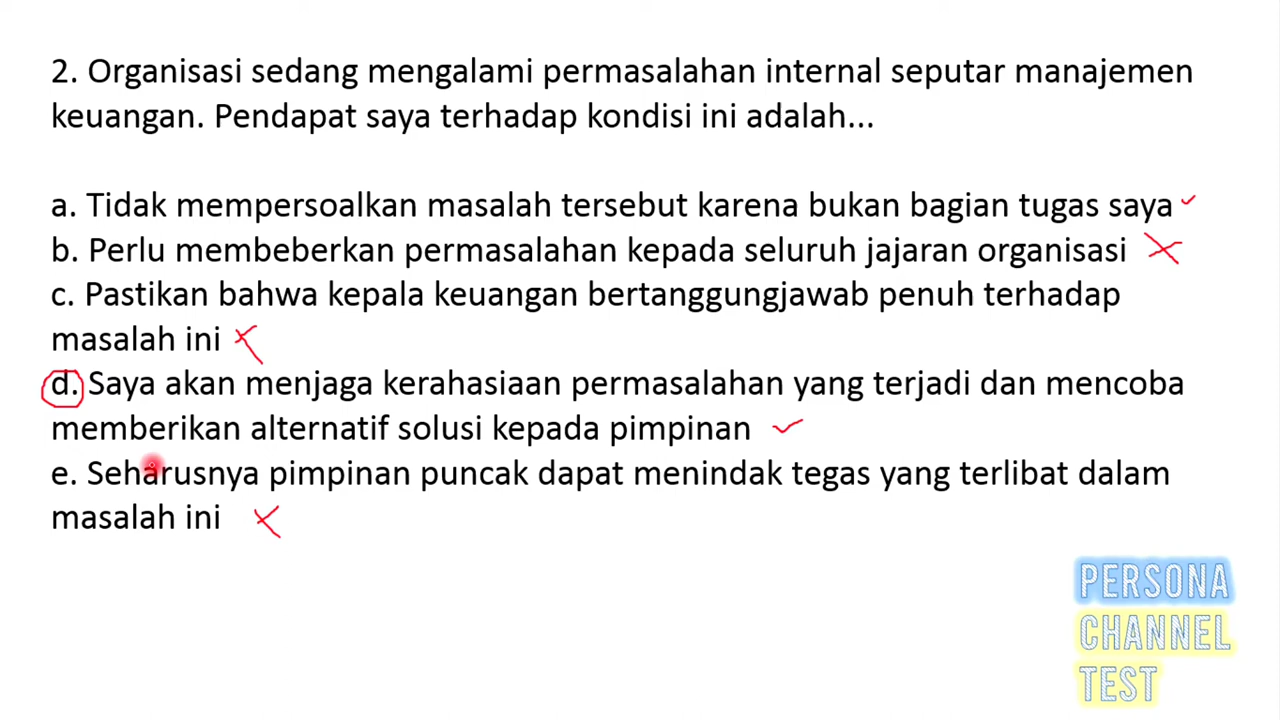 2. Organisasi sedang mengalami permasalahan internal seputar manajemen
keuangan. Pendapat saya terhadap kondisi ini adalah...
a. Tidak mempersoalkan masalah tersebut karena bukan bagian tugas saya
b. Perlu membeberkan permasalahan kepada seluruh jajaran organisasi
c. Pastikan bahwa kepala keuangan bertanggungjawab penuh terhadap
masalah ini
d. Saya akan menjaga kerahasiaan permasalahan yang terjadi dan mencoba
memberikan alternatif solusi kepada pimpinan
e. Seharusnya pimpinan puncak dapat menindak tegas yang terlibat dalam
masalah ini
PERSONA
CHANNEL
TEST